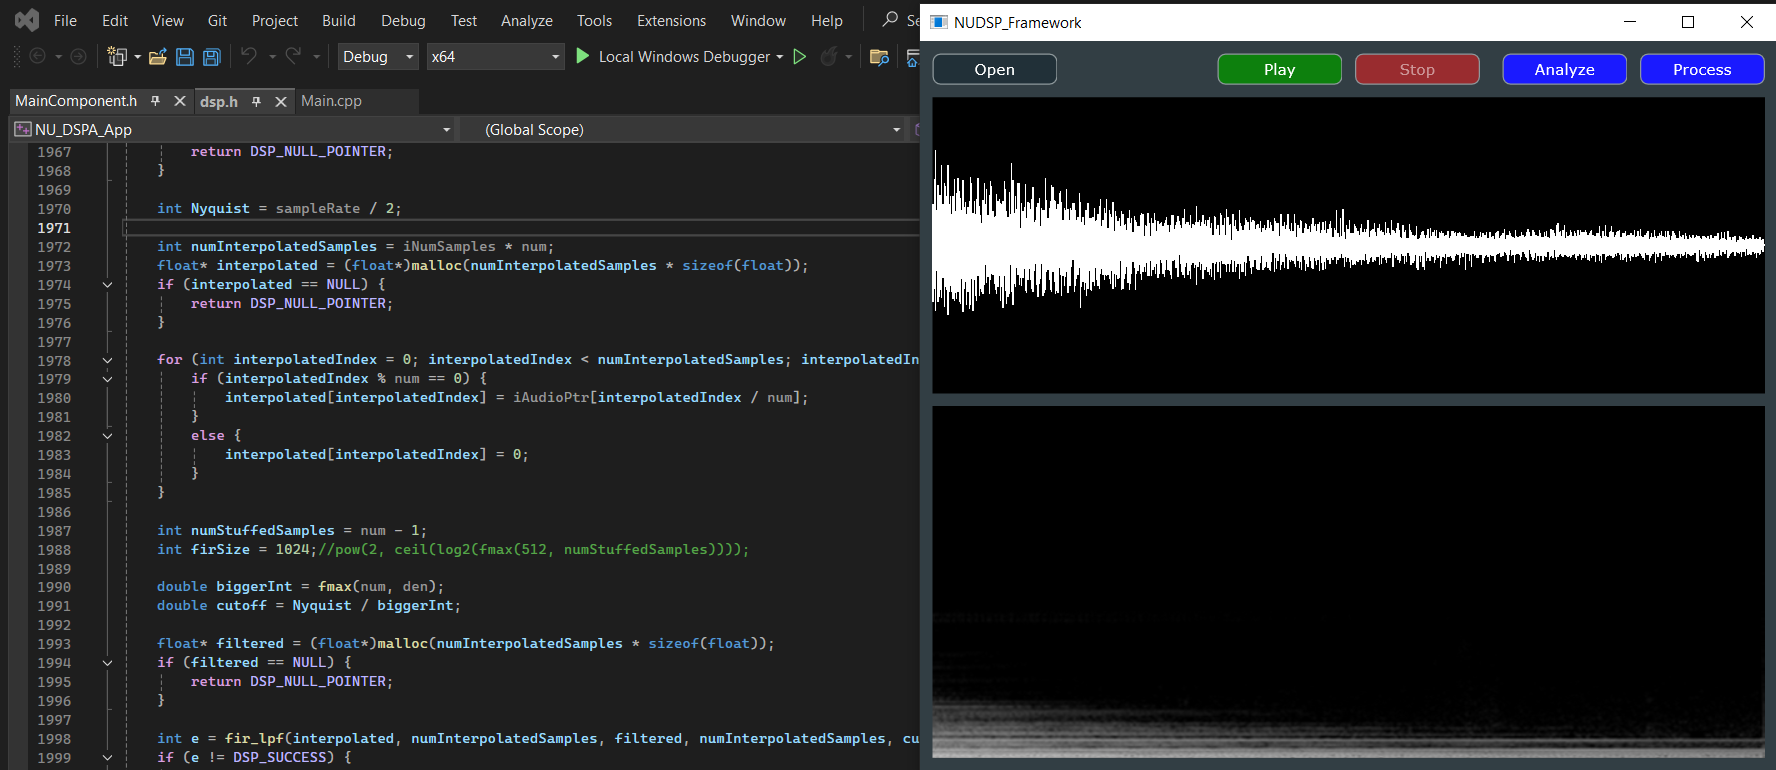 File Edit View Git Project Build Debug Test Analyze Tools Extensions Window Help
Debug x64 Local Windows Debugger
MainComponent.h dsp.h Main.cpp
NU_DSPA_App (Global Scope)
1967 return DSP_NULL_POINTER;
1968 }
1969
1970 int Nyquist = sampleRate / 2;
1971
1972 int numInterpolatedSamples = iNumSamples * num;
1973 float* interpolated = (float*)malloc(numInterpolatedSamples * sizeof(float));
1974 if (interpolated == NULL) {
1975 return DSP_NULL_POINTER;
1976 }
1977
1978 for (int interpolatedIndex = 0; interpolatedIndex < numInterpolatedSamples; interpolatedIn
1979 if (interpolatedIndex % num == 0) {
1980 interpolated[interpolatedIndex] = iAudioPtr[interpolatedIndex / num];
1981 }
1982 else {
1983 interpolated[interpolatedIndex] = 0;
1984 }
1985 }
1986
1987 int numStuffedSamples = num - 1;
1988 int firSize = 1024;//pow(2, ceil(log2(fmax(512, numStuffedSamples))));
1989
1990 double biggerInt = fmax(num, den);
1991 double cutoff = Nyquist / biggerInt;
1992
1993 float* filtered = (float*)malloc(numInterpolatedSamples * sizeof(float));
1994 if (filtered == NULL) {
1995 return DSP_NULL_POINTER;
1996 }
1997
1998 int e = fir_lpf(interpolated, numInterpolatedSamples, filtered, numInterpolatedSamples, cu
1999 if (e != DSP_SUCCESS) {
NUDSP_Framework
Open Play Stop Analyze Process